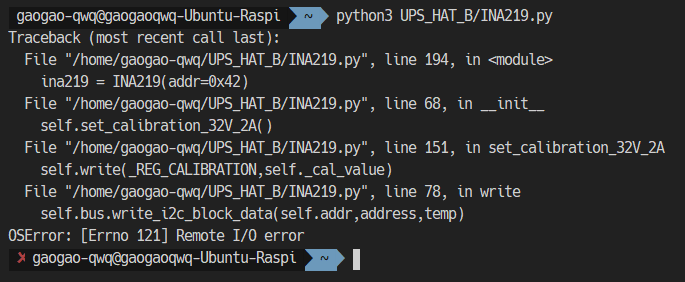 gaogao-qwq@gaogaoqwq-Ubuntu-Raspi ~ python3 UPS_HAT_B/INA219.py
Traceback (most recent call last):
  File "/home/gaogao-qwq/UPS_HAT_B/INA219.py", line 194, in <module>
    ina219 = INA219(addr=0x42)
  File "/home/gaogao-qwq/UPS_HAT_B/INA219.py", line 68, in __init__
    self.set_calibration_32V_2A()
  File "/home/gaogao-qwq/UPS_HAT_B/INA219.py", line 151, in set_calibration_32V_2A
    self.write(_REG_CALIBRATION,self._cal_value)
  File "/home/gaogao-qwq/UPS_HAT_B/INA219.py", line 78, in write
    self.bus.write_i2c_block_data(self.addr,address,temp)
OSError: [Errno 121] Remote I/O error
✘ gaogao-qwq@gaogaoqwq-Ubuntu-Raspi ~